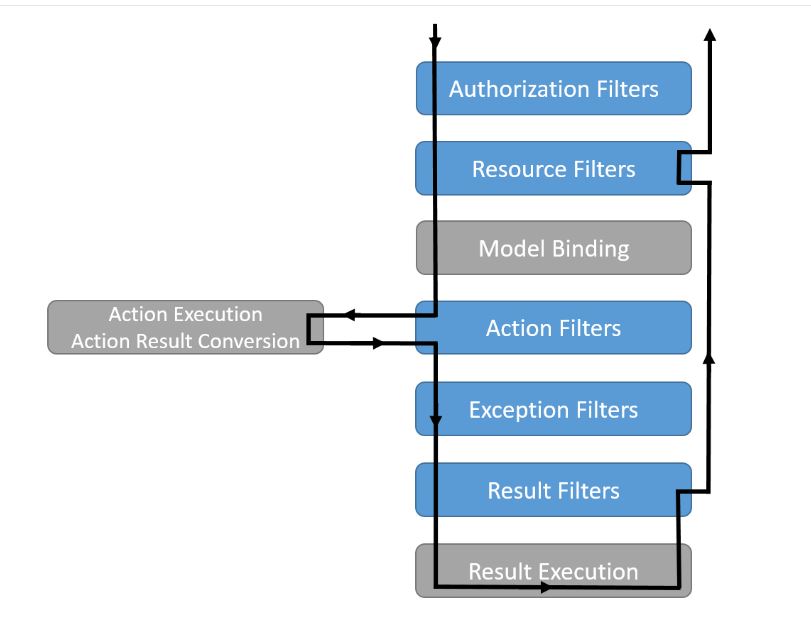 Authorization Filters
Resource Filters
Model Binding
Action Execution
Action Result Conversion
Action Filters
Exception Filters
Result Filters
Result Execution